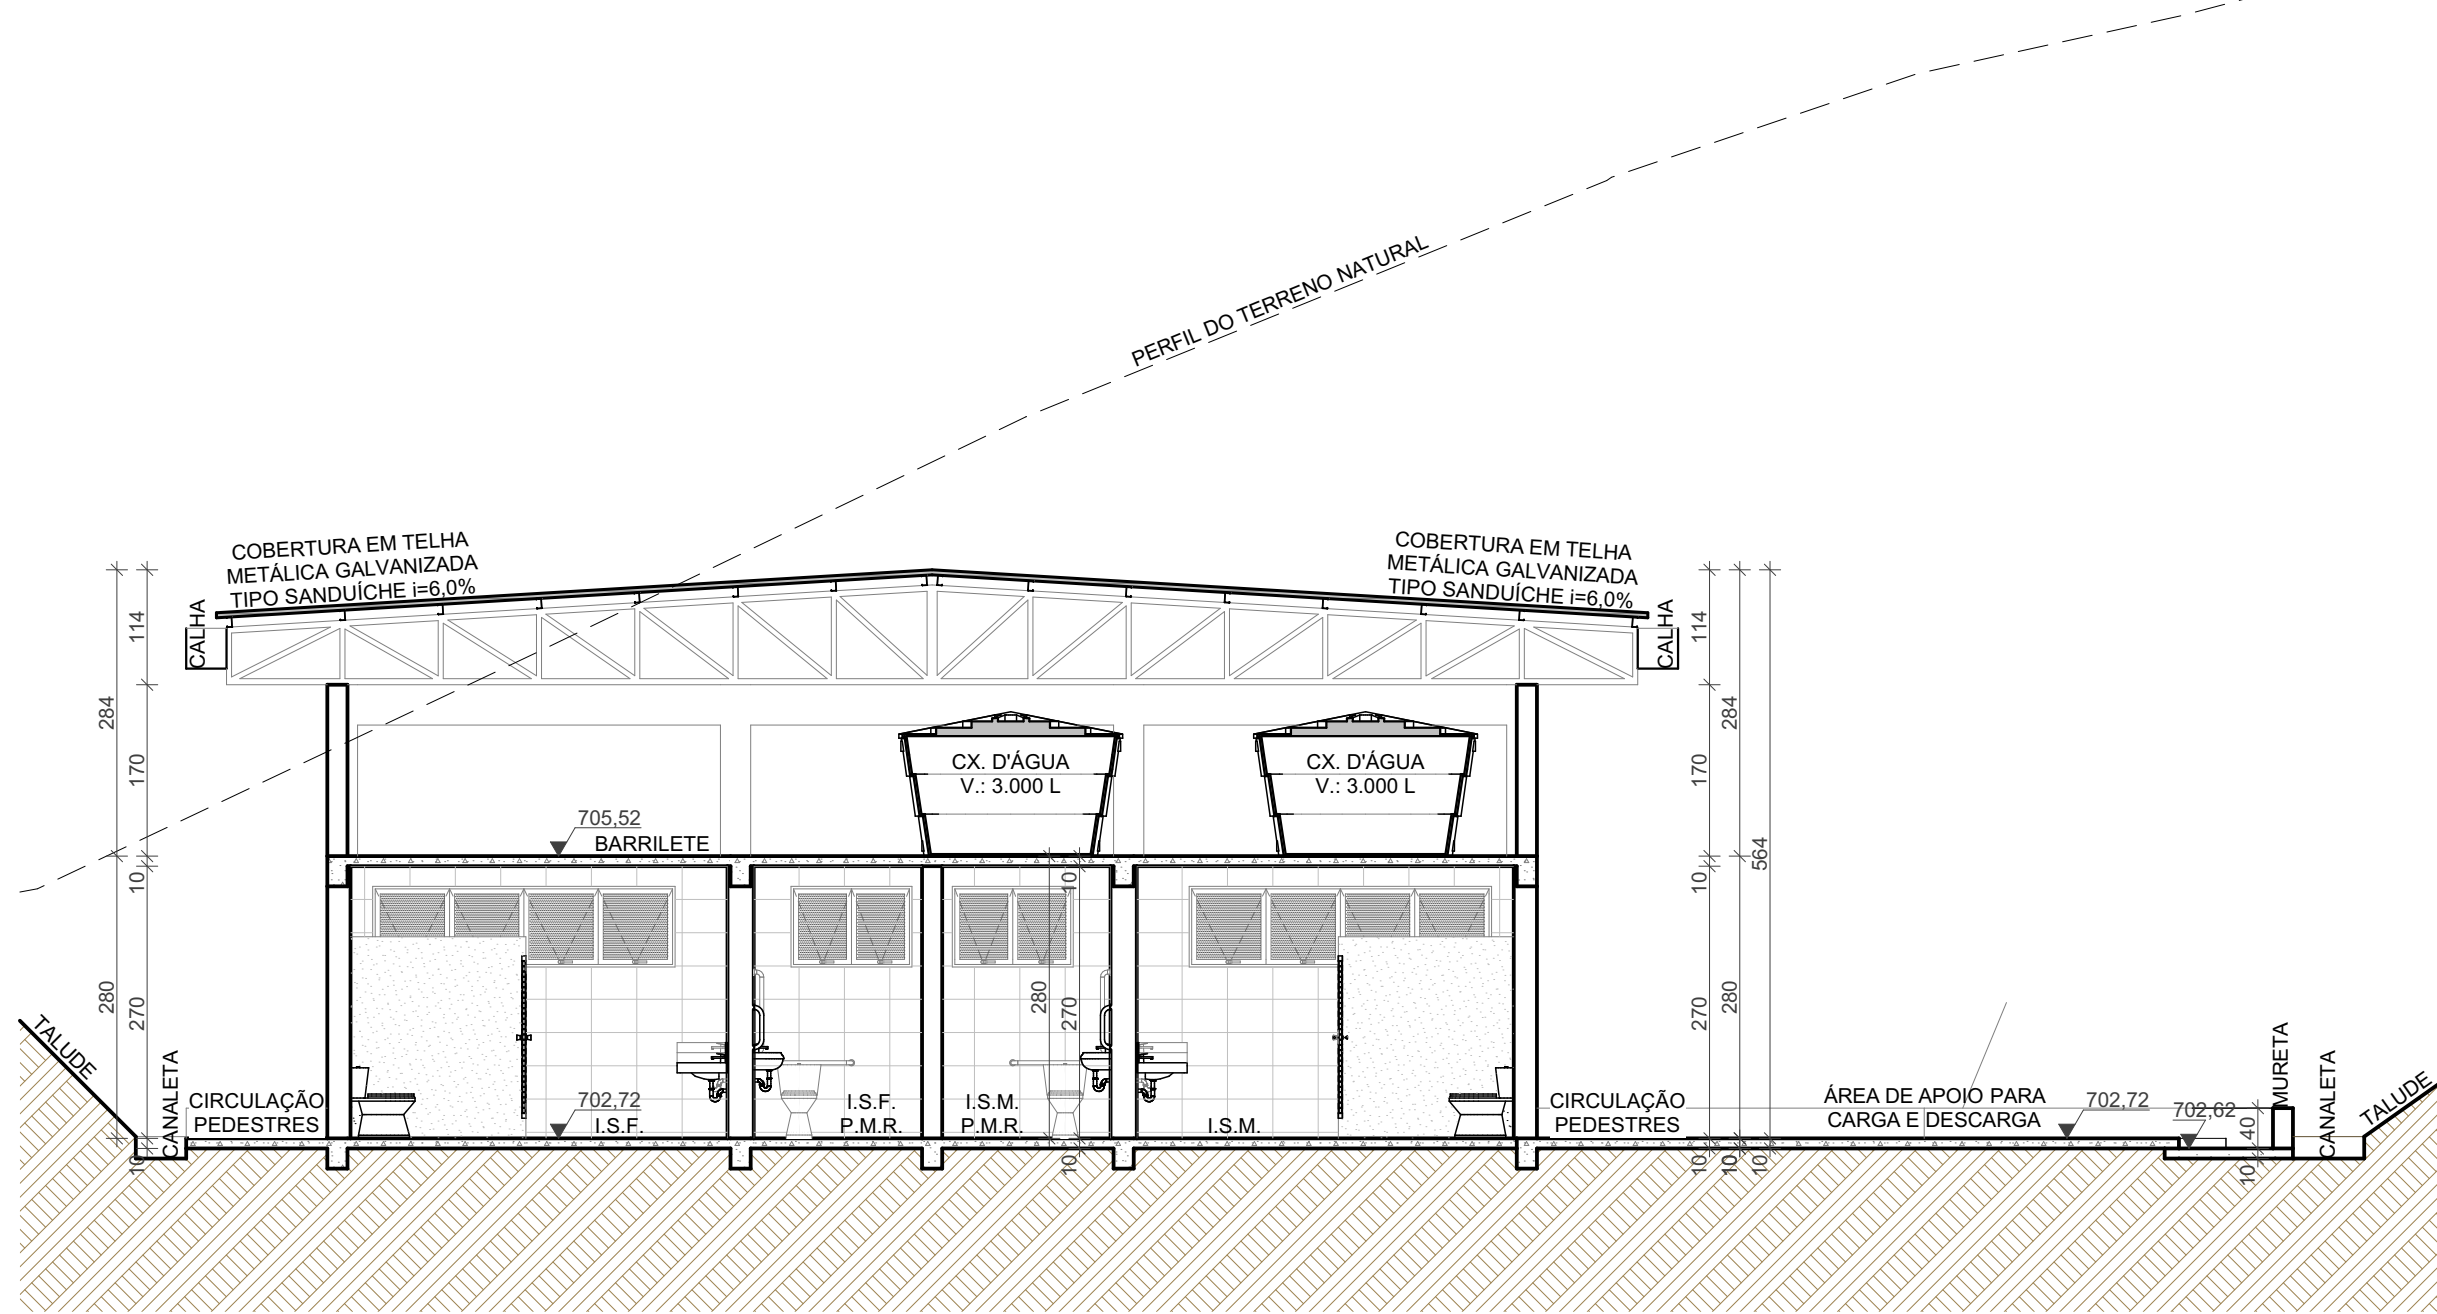 PERFIL DO TERRENO NATURAL
COBERTURA EM TELHA
METÁLICA GALVANIZADA
TIPO SANDUÍCHE i=6,0%
COBERTURA EM TELHA
METÁLICA GALVANIZADA
TIPO SANDUÍCHE i=6,0%
CALHA
CALHA
114
284
170
10
280
270
10
114
284
170
564
10
270
280
10
10
10
CX. D'ÁGUA
V.: 3.000 L
CX. D'ÁGUA
V.: 3.000 L
705,52
BARRILETE
10
280
270
10
TALUDE
CANALETA
CIRCULAÇÃO
PEDESTRES
702,72
I.S.F.
I.S.F.
P.M.R.
I.S.M.
P.M.R.
I.S.M.
CIRCULAÇÃO
PEDESTRES
ÁREA DE APOIO PARA
CARGA E DESCARGA
702,72
702,62
40
10
MURETA
CANALETA
TALUDE